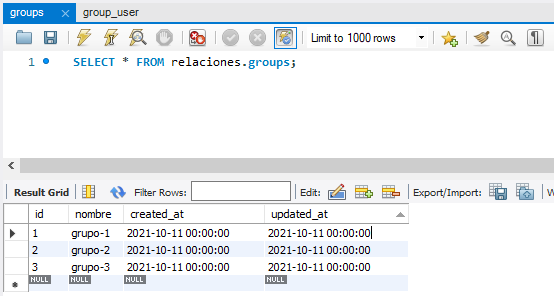 groups group_user
Limit to 1000 rows
1 SELECT * FROM relaciones.groups;
Result Grid Filter Rows: Edit: Export/Import: W
id nombre created_at updated_at
1 grupo-1 2021-10-11 00:00:00 2021-10-11 00:00:00
2 grupo-2 2021-10-11 00:00:00 2021-10-11 00:00:00
3 grupo-3 2021-10-11 00:00:00 2021-10-11 00:00:00
NULL NULL NULL NULL